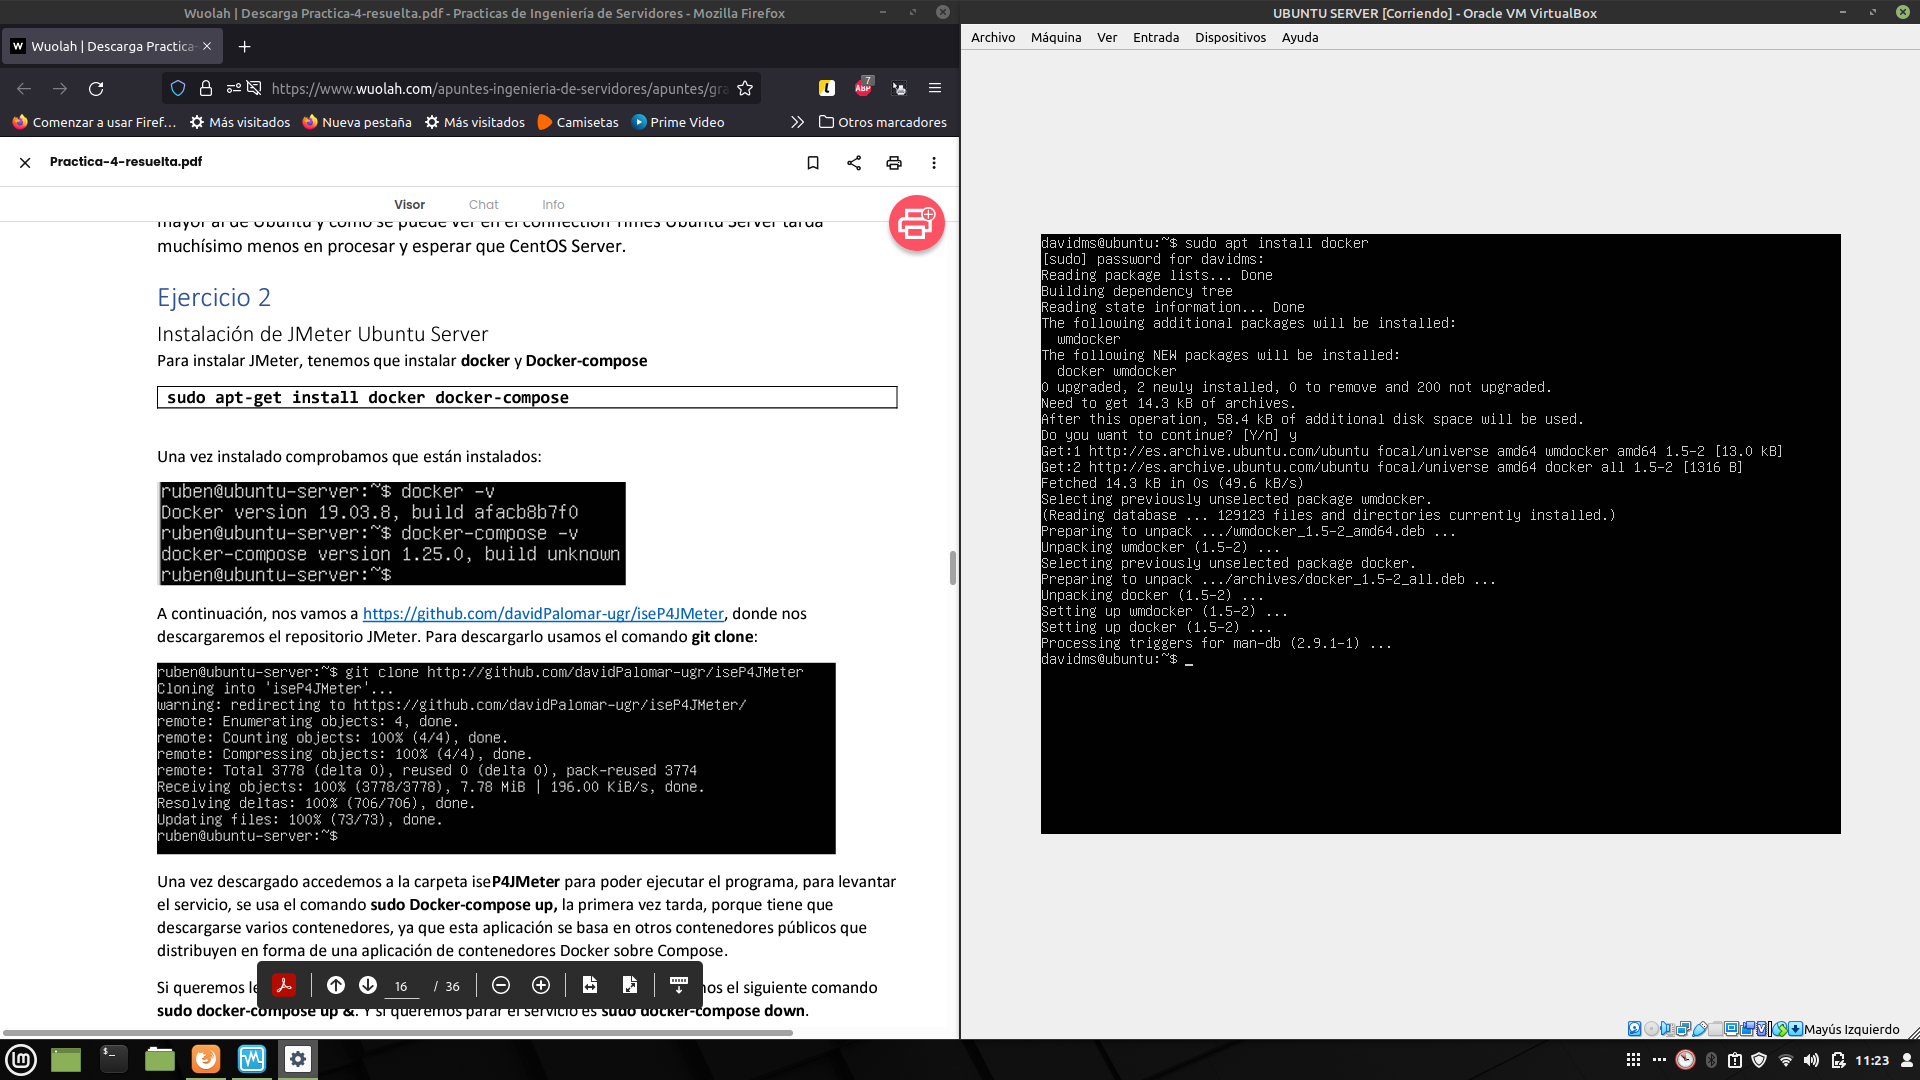 Wuolah | Descarga Practica-4-resuelta.pdf - Practicas de Ingeniería de Servidores - Mozilla Firefox
W Wuolah | Descarga Practica-
https://www.wuolah.com/apuntes-ingenieria-de-servidores/apuntes/gra
7
ABP
Comenzar a usar Firef... Más visitados Nueva pestaña Más visitados Camisetas Prime Video Otros marcadores
Practica-4-resuelta.pdf
Visor Chat Info
mayor al de Ubuntu y como se puede ver en el connection Times Ubuntu Server tarda
muchísimo menos en procesar y esperar que CentOS Server.
Ejercicio 2
Instalación de JMeter Ubuntu Server
Para instalar JMeter, tenemos que instalar docker y Docker-compose
sudo apt-get install docker docker-compose
Una vez instalado comprobamos que están instalados:
ruben@ubuntu-server:~$ docker -v
Docker version 19.03.8, build afacb8b7f0
ruben@ubuntu-server:~$ docker-compose -v
docker-compose version 1.25.0, build unknown
ruben@ubuntu-server:~$
A continuación, nos vamos a https://github.com/davidPalomar-ugr/iseP4JMeter, donde nos
descargaremos el repositorio JMeter. Para descargarlo usamos el comando git clone:
ruben@ubuntu-server:~$ git clone http://github.com/davidPalomar-ugr/iseP4JMeter
Cloning into 'iseP4JMeter'...
warning: redirecting to https://github.com/davidPalomar-ugr/iseP4JMeter/
remote: Enumerating objects: 4, done.
remote: Counting objects: 100% (4/4), done.
remote: Compressing objects: 100% (4/4), done.
remote: Total 3778 (delta 0), reused 0 (delta 0), pack-reused 3774
Receiving objects: 100% (3778/3778), 7.78 MiB | 196.00 KiB/s, done.
Resolving deltas: 100% (706/706), done.
Updating files: 100% (73/73), done.
ruben@ubuntu-server:~$
Una vez descargado accedemos a la carpeta iseP4JMeter para poder ejecutar el programa, para levantar
el servicio, se usa el comando sudo Docker-compose up, la primera vez tarda, porque tiene que
descargarse varios contenedores, ya que esta aplicación se basa en otros contenedores públicos que
distribuyen en forma de una aplicación de contenedores Docker sobre Compose.
Si queremos le nos el siguiente comando
sudo docker-compose up &. Y si queremos parar el servicio es sudo docker-compose down.
16 / 36
UBUNTU SERVER [Corriendo] - Oracle VM VirtualBox
Archivo Máquina Ver Entrada Dispositivos Ayuda
davidms@ubuntu:~$ sudo apt install docker
[sudo] password for davidms:
Reading package lists... Done
Building dependency tree
Reading state information... Done
The following additional packages will be installed:
wmdocker
The following NEW packages will be installed:
docker wmdocker
0 upgraded, 2 newly installed, 0 to remove and 200 not upgraded.
Need to get 14.3 kB of archives.
After this operation, 58.4 kB of additional disk space will be used.
Do you want to continue? [Y/n] y
Get:1 http://es.archive.ubuntu.com/ubuntu focal/universe amd64 wmdocker amd64 1.5-2 [13.0 kB]
Get:2 http://es.archive.ubuntu.com/ubuntu focal/universe amd64 docker all 1.5-2 [1316 B]
Fetched 14.3 kB in 0s (49.6 kB/s)
Selecting previously unselected package wmdocker.
(Reading database ... 129123 files and directories currently installed.)
Preparing to unpack .../wmdocker_1.5-2_amd64.deb ...
Unpacking wmdocker (1.5-2) ...
Selecting previously unselected package docker.
Preparing to unpack .../archives/docker_1.5-2_all.deb ...
Unpacking docker (1.5-2) ...
Setting up wmdocker (1.5-2) ...
Setting up docker (1.5-2) ...
Processing triggers for man-db (2.9.1-1) ...
davidms@ubuntu:~$ _
Mayús Izquierdo
11:23